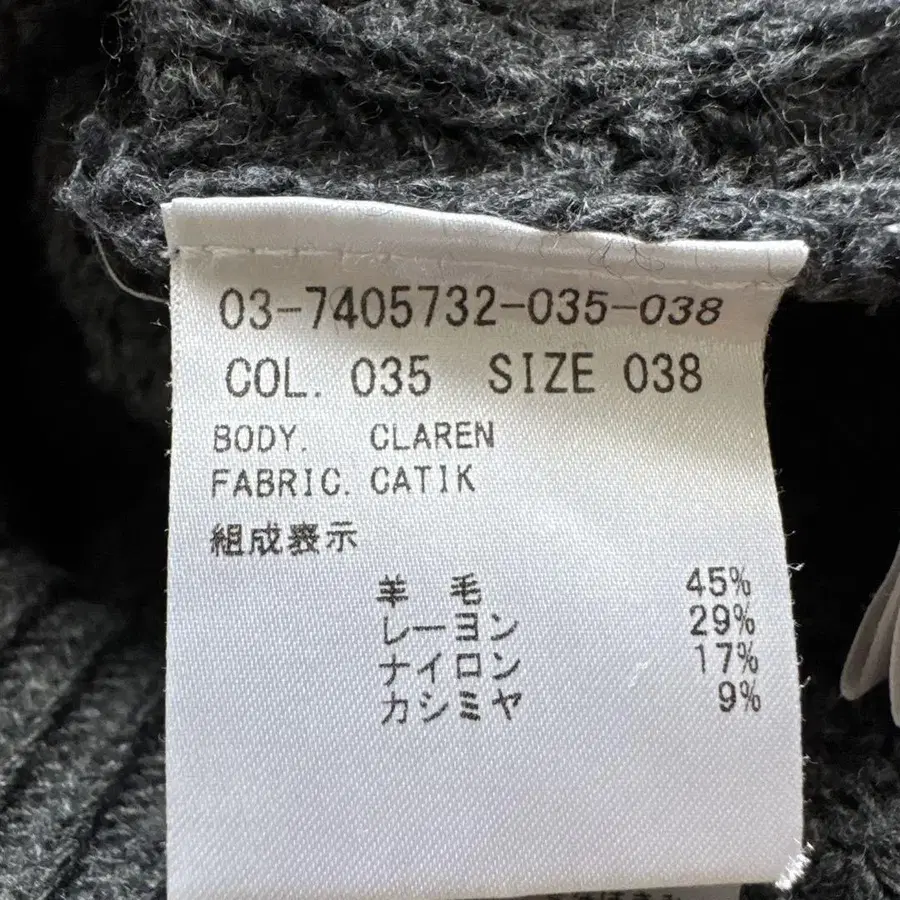 03-7405732-035-038
COL. 035 SIZE 038
BODY. CLAREN
FABRIC. CATIK
組成表示
羊毛 45%
レーヨン 29%
ナイロン 17%
カシミヤ 9%